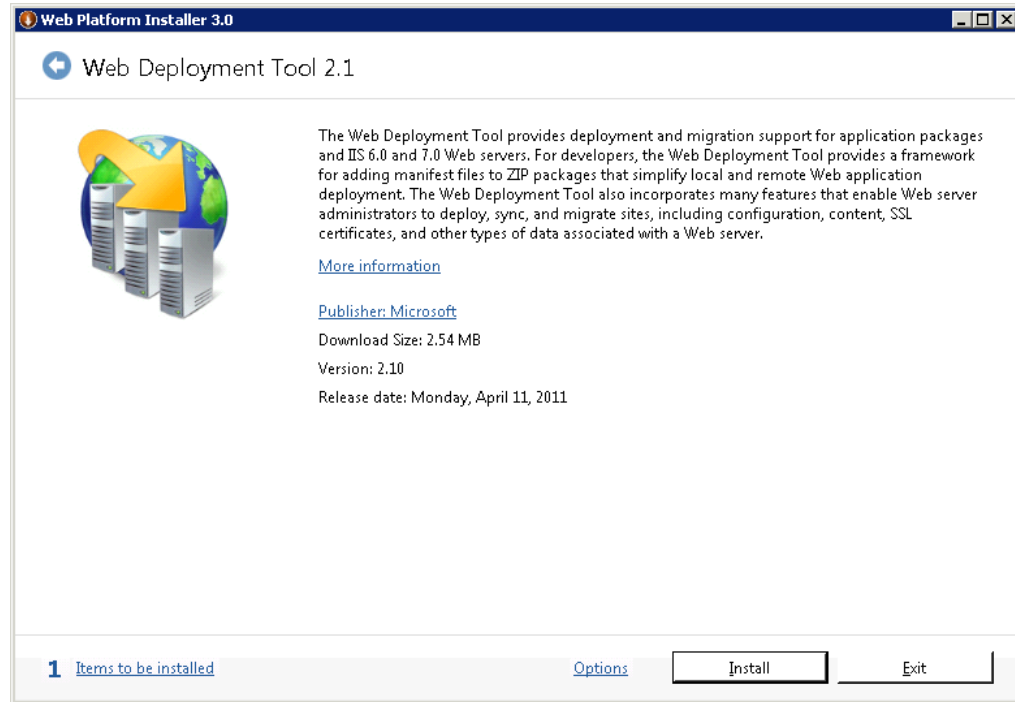 Web Platform Installer 3.0
Web Deployment Tool 2.1
The Web Deployment Tool provides deployment and migration support for application packages
and IIS 6.0 and 7.0 Web servers. For developers, the Web Deployment Tool provides a framework
for adding manifest files to ZIP packages that simplify local and remote Web application
deployment. The Web Deployment Tool also incorporates many features that enable Web server
administrators to deploy, sync, and migrate sites, including configuration, content, SSL
certificates, and other types of data associated with a Web server.
More information
Publisher: Microsoft
Download Size: 2.54 MB
Version: 2.10
Release date: Monday, April 11, 2011
1 Items to be installed Options Install Exit